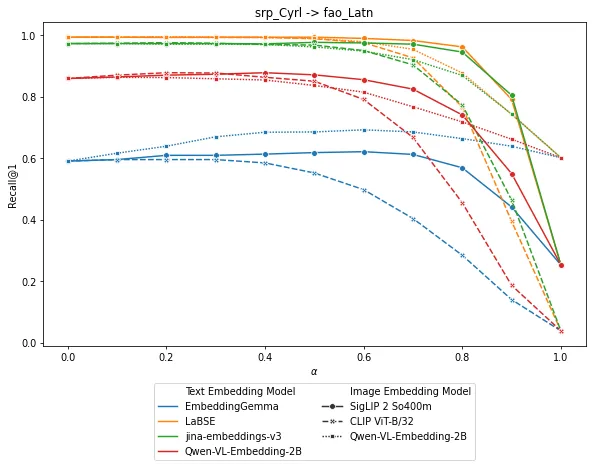 srp_Cyrl -> fao_Latn
Recall@1
1.0
0.8
0.6
0.4
0.2
0.0
0.0 0.2 0.4 0.6 0.8 1.0
α
Text Embedding Model
EmbeddingGemma
LaBSE
jina-embeddings-v3
Qwen-VL-Embedding-2B
Image Embedding Model
SigLIP 2 So400m
CLIP ViT-B/32
Qwen-VL-Embedding-2B